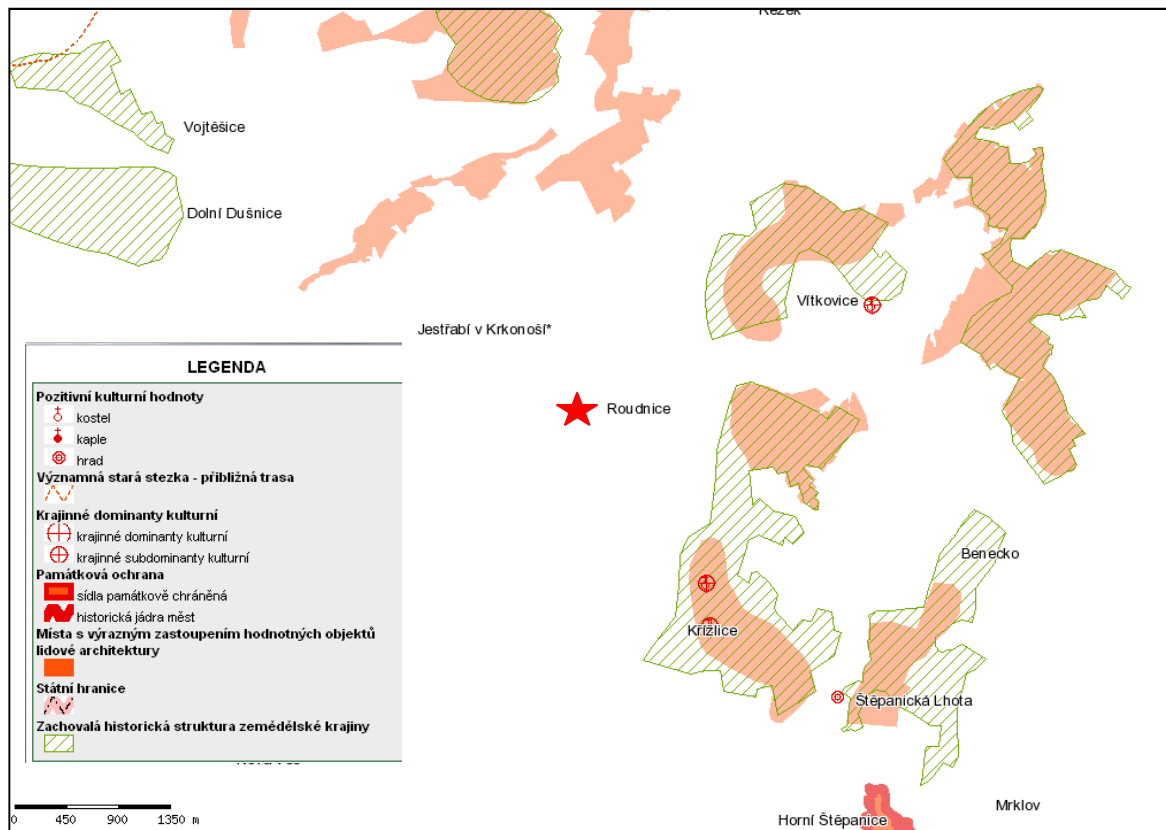 Rezek
Vojtěšice
Dolní Dušnice
Vítkovice
Jestřabí v Krkonoší*
LEGENDA
Pozitivní kulturní hodnoty
kostel
kaple
hrad
Významná stará stezka - přibližná trasa
Krajinné dominanty kulturní
krajinné dominanty kulturní
krajinné subdominanty kulturní
Památková ochrana
sídla památkově chráněná
historická jádra měst
Místa s výrazným zastoupením hodnotných objektů
lidové architektury
Státní hranice
Zachovalá historická struktura zemědělské krajiny
Roudnice
Benecko
Křížlice
Štěpanická Lhota
Mrklov
Horní Štěpanice
0 450 900 1350 m